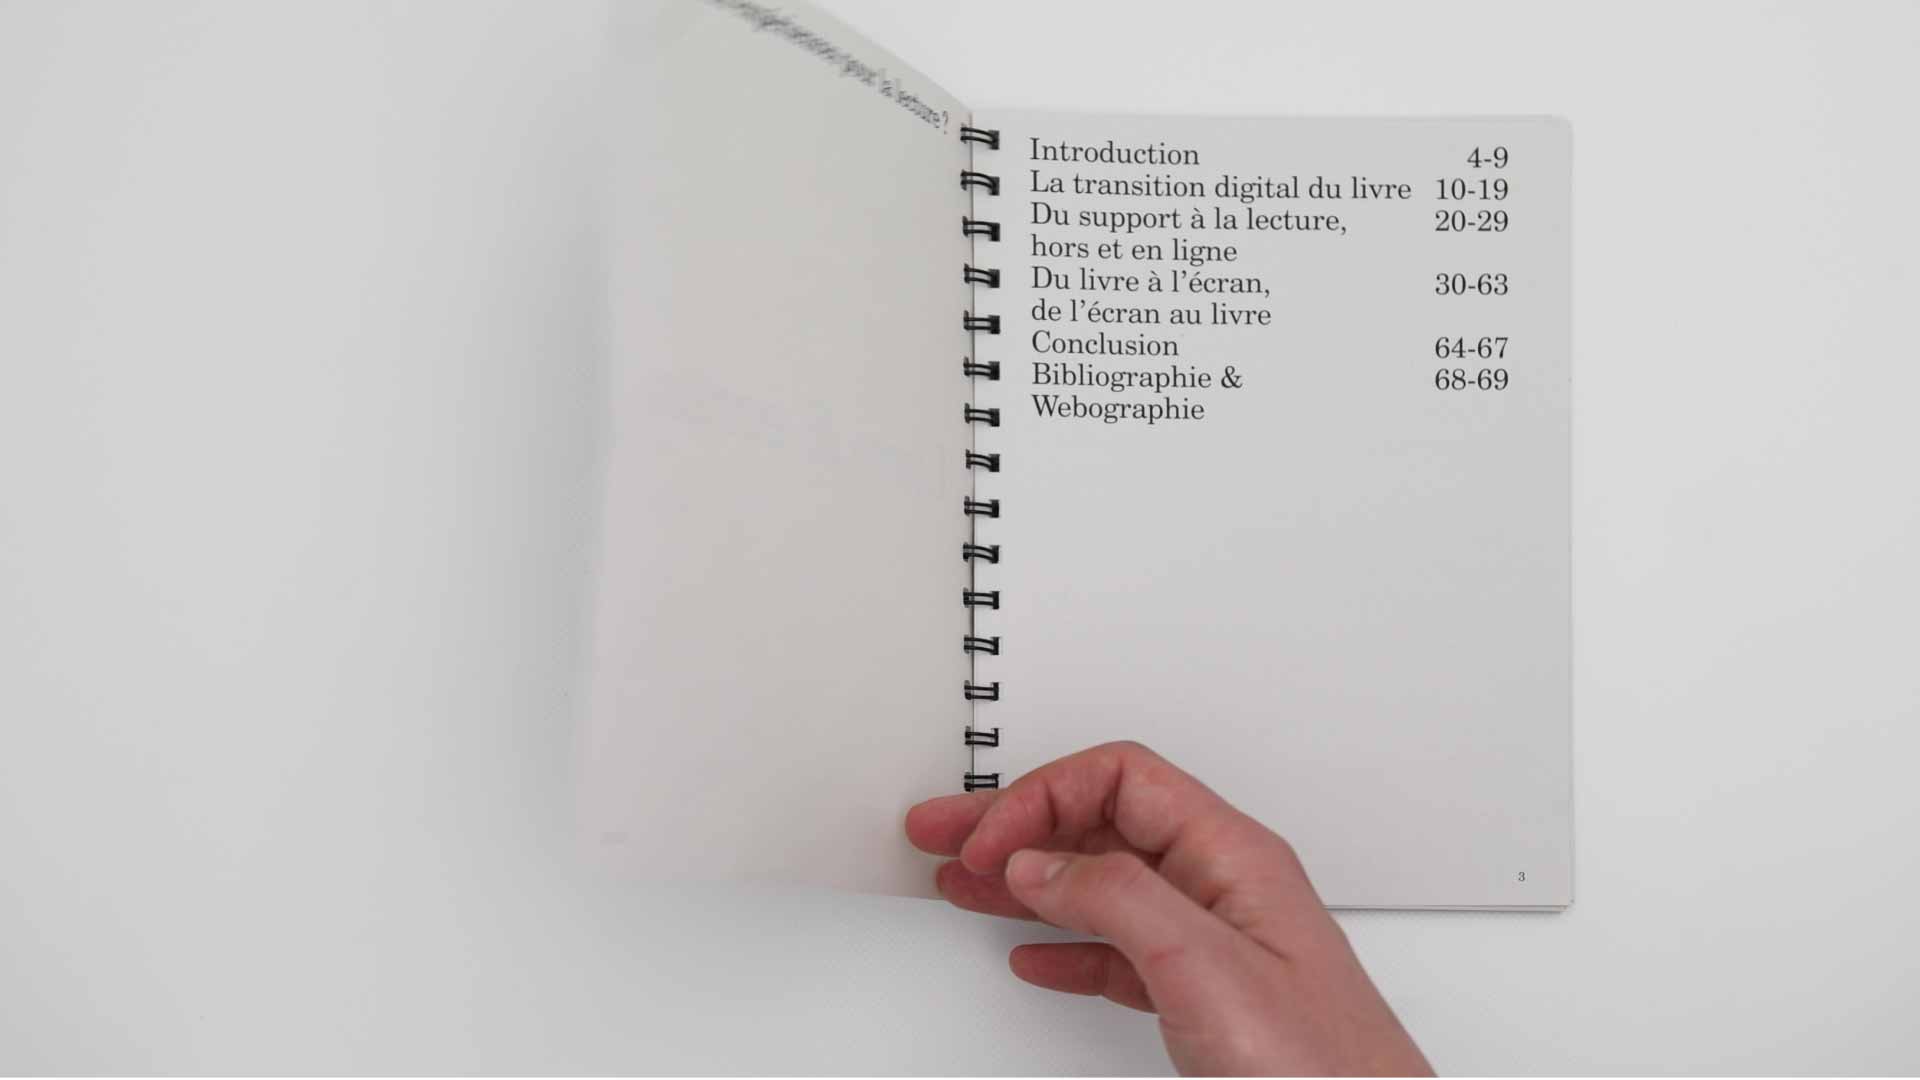 pour la lecture?
Introduction 4-9
La transition digital du livre 10-19
Du support à la lecture, 20-29
hors et en ligne
Du livre à l’écran, 30-63
de l’écran au livre
Conclusion 64-67
Bibliographie & 68-69
Webographie
3